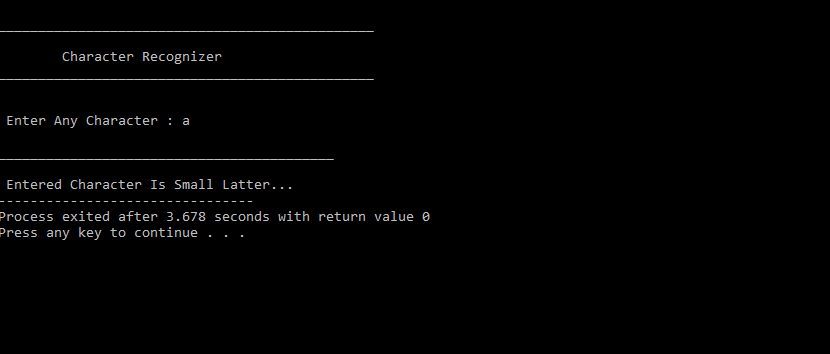 Character Recognizer
Enter Any Character : a
Entered Character Is Small Latter...
--------------------------------
Process exited after 3.678 seconds with return value 0
Press any key to continue . . .